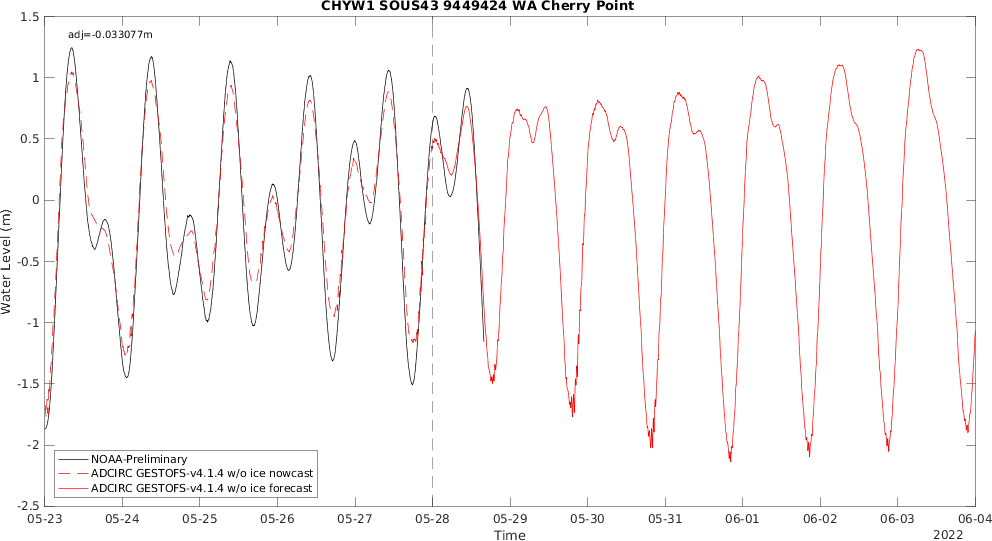 CHYW1 SOUS43 9449424 WA Cherry Point
adj=-0.033077m
1.5
1
0.5
0
-0.5
-1
-1.5
-2
-2.5
Water Level (m)
NOAA-Preliminary
ADCIRC GESTOFS-v4.1.4 w/o ice nowcast
ADCIRC GESTOFS-v4.1.4 w/o ice forecast
05-23 05-24 05-25 05-26 05-27 05-28 05-29 05-30 05-31 06-01 06-02 06-03 06-04
Time
2022